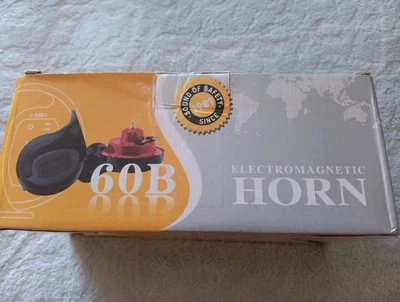 SOUND OF SAFETY
SINCE
60B
ELECTROMAGNETIC
HORN